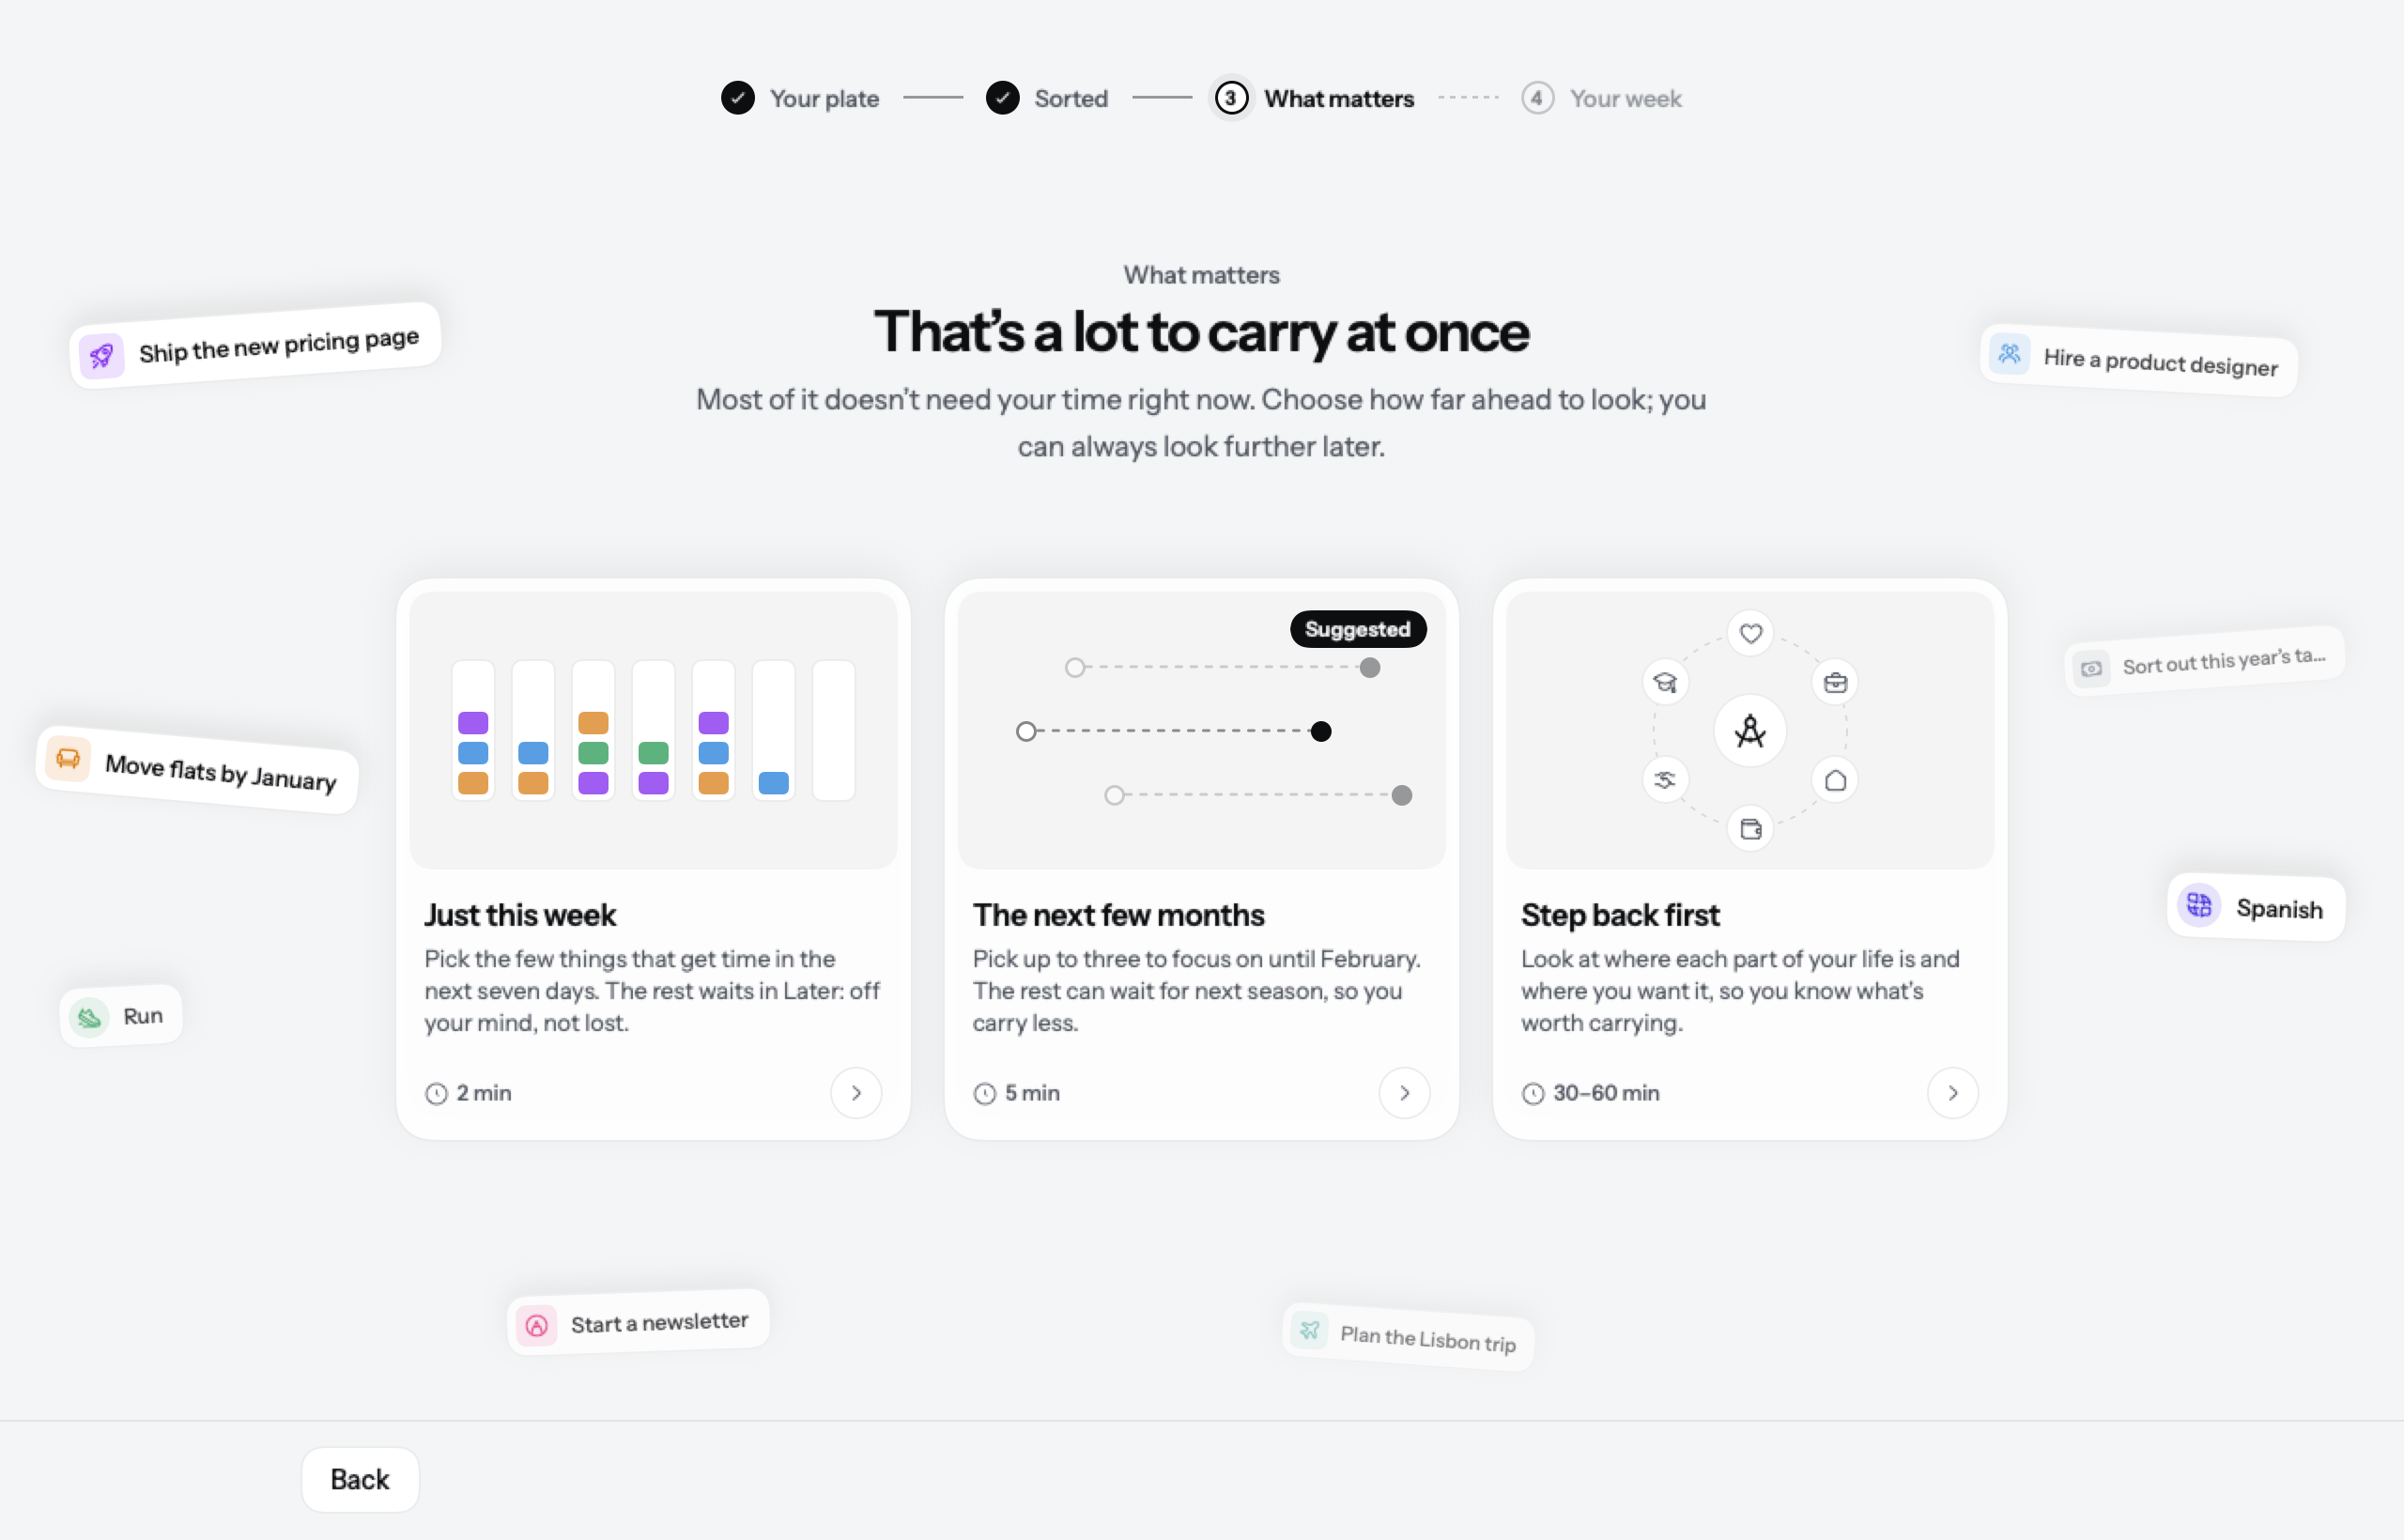 Your plate
Sorted
3 What matters
4 Your week
What matters
That’s a lot to carry at once
Most of it doesn’t need your time right now. Choose how far ahead to look; you
can always look further later.
Ship the new pricing page
Hire a product designer
Sort out this year’s ta...
Move flats by January
Spanish
Run
Just this week
Pick the few things that get time in the
next seven days. The rest waits in Later: off
your mind, not lost.
2 min
Suggested
The next few months
Pick up to three to focus on until February.
The rest can wait for next season, so you
carry less.
5 min
Step back first
Look at where each part of your life is and
where you want it, so you know what’s
worth carrying.
30–60 min
Start a newsletter
Plan the Lisbon trip
Back